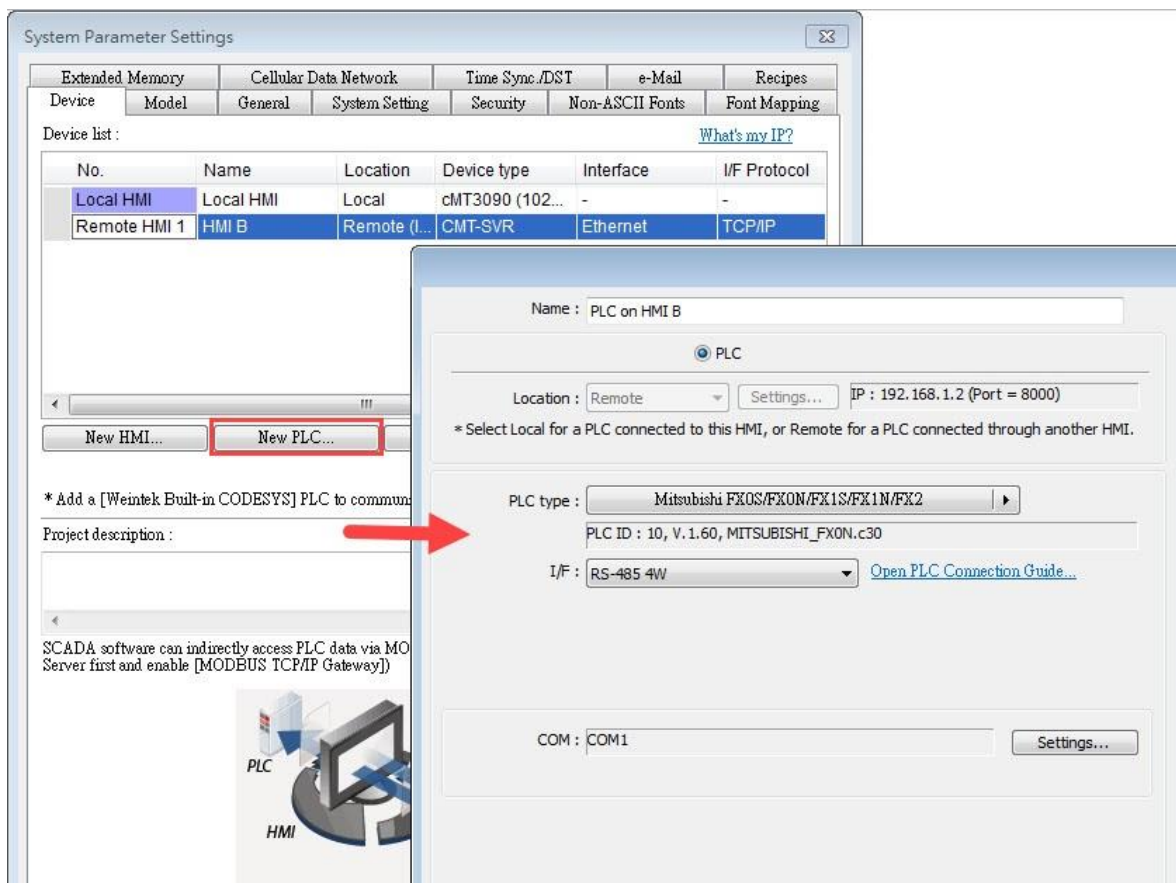 System Parameter Settings
Extended Memory Cellular Data Network Time Sync./DST e-Mail Recipes
Device Model General System Setting Security Non-ASCII Fonts Font Mapping
Device list : What's my IP?
No. Name Location Device type Interface I/F Protocol
Local HMI Local HMI Local cMT3090 (102... - -
Remote HMI 1 HMI B Remote (I... CMT-SVR Ethernet TCP/IP
New HMI... New PLC...
* Add a [Weintek Built-in CODESYS] PLC to commun
Project description :
SCADA software can indirectly access PLC data via MO
Server first and enable [MODBUS TCP/IP Gateway])
PLC
HMI
Name : PLC on HMI B
PLC
Location : Remote Settings... IP : 192.168.1.2 (Port = 8000)
* Select Local for a PLC connected to this HMI, or Remote for a PLC connected through another HMI.
PLC type : Mitsubishi FX0S/FX0N/FX1S/FX1N/FX2
PLC ID : 10, V.1.60, MITSUBISHI_FX0N.c30
I/F : RS-485 4W Open PLC Connection Guide...
COM : COM1 Settings...